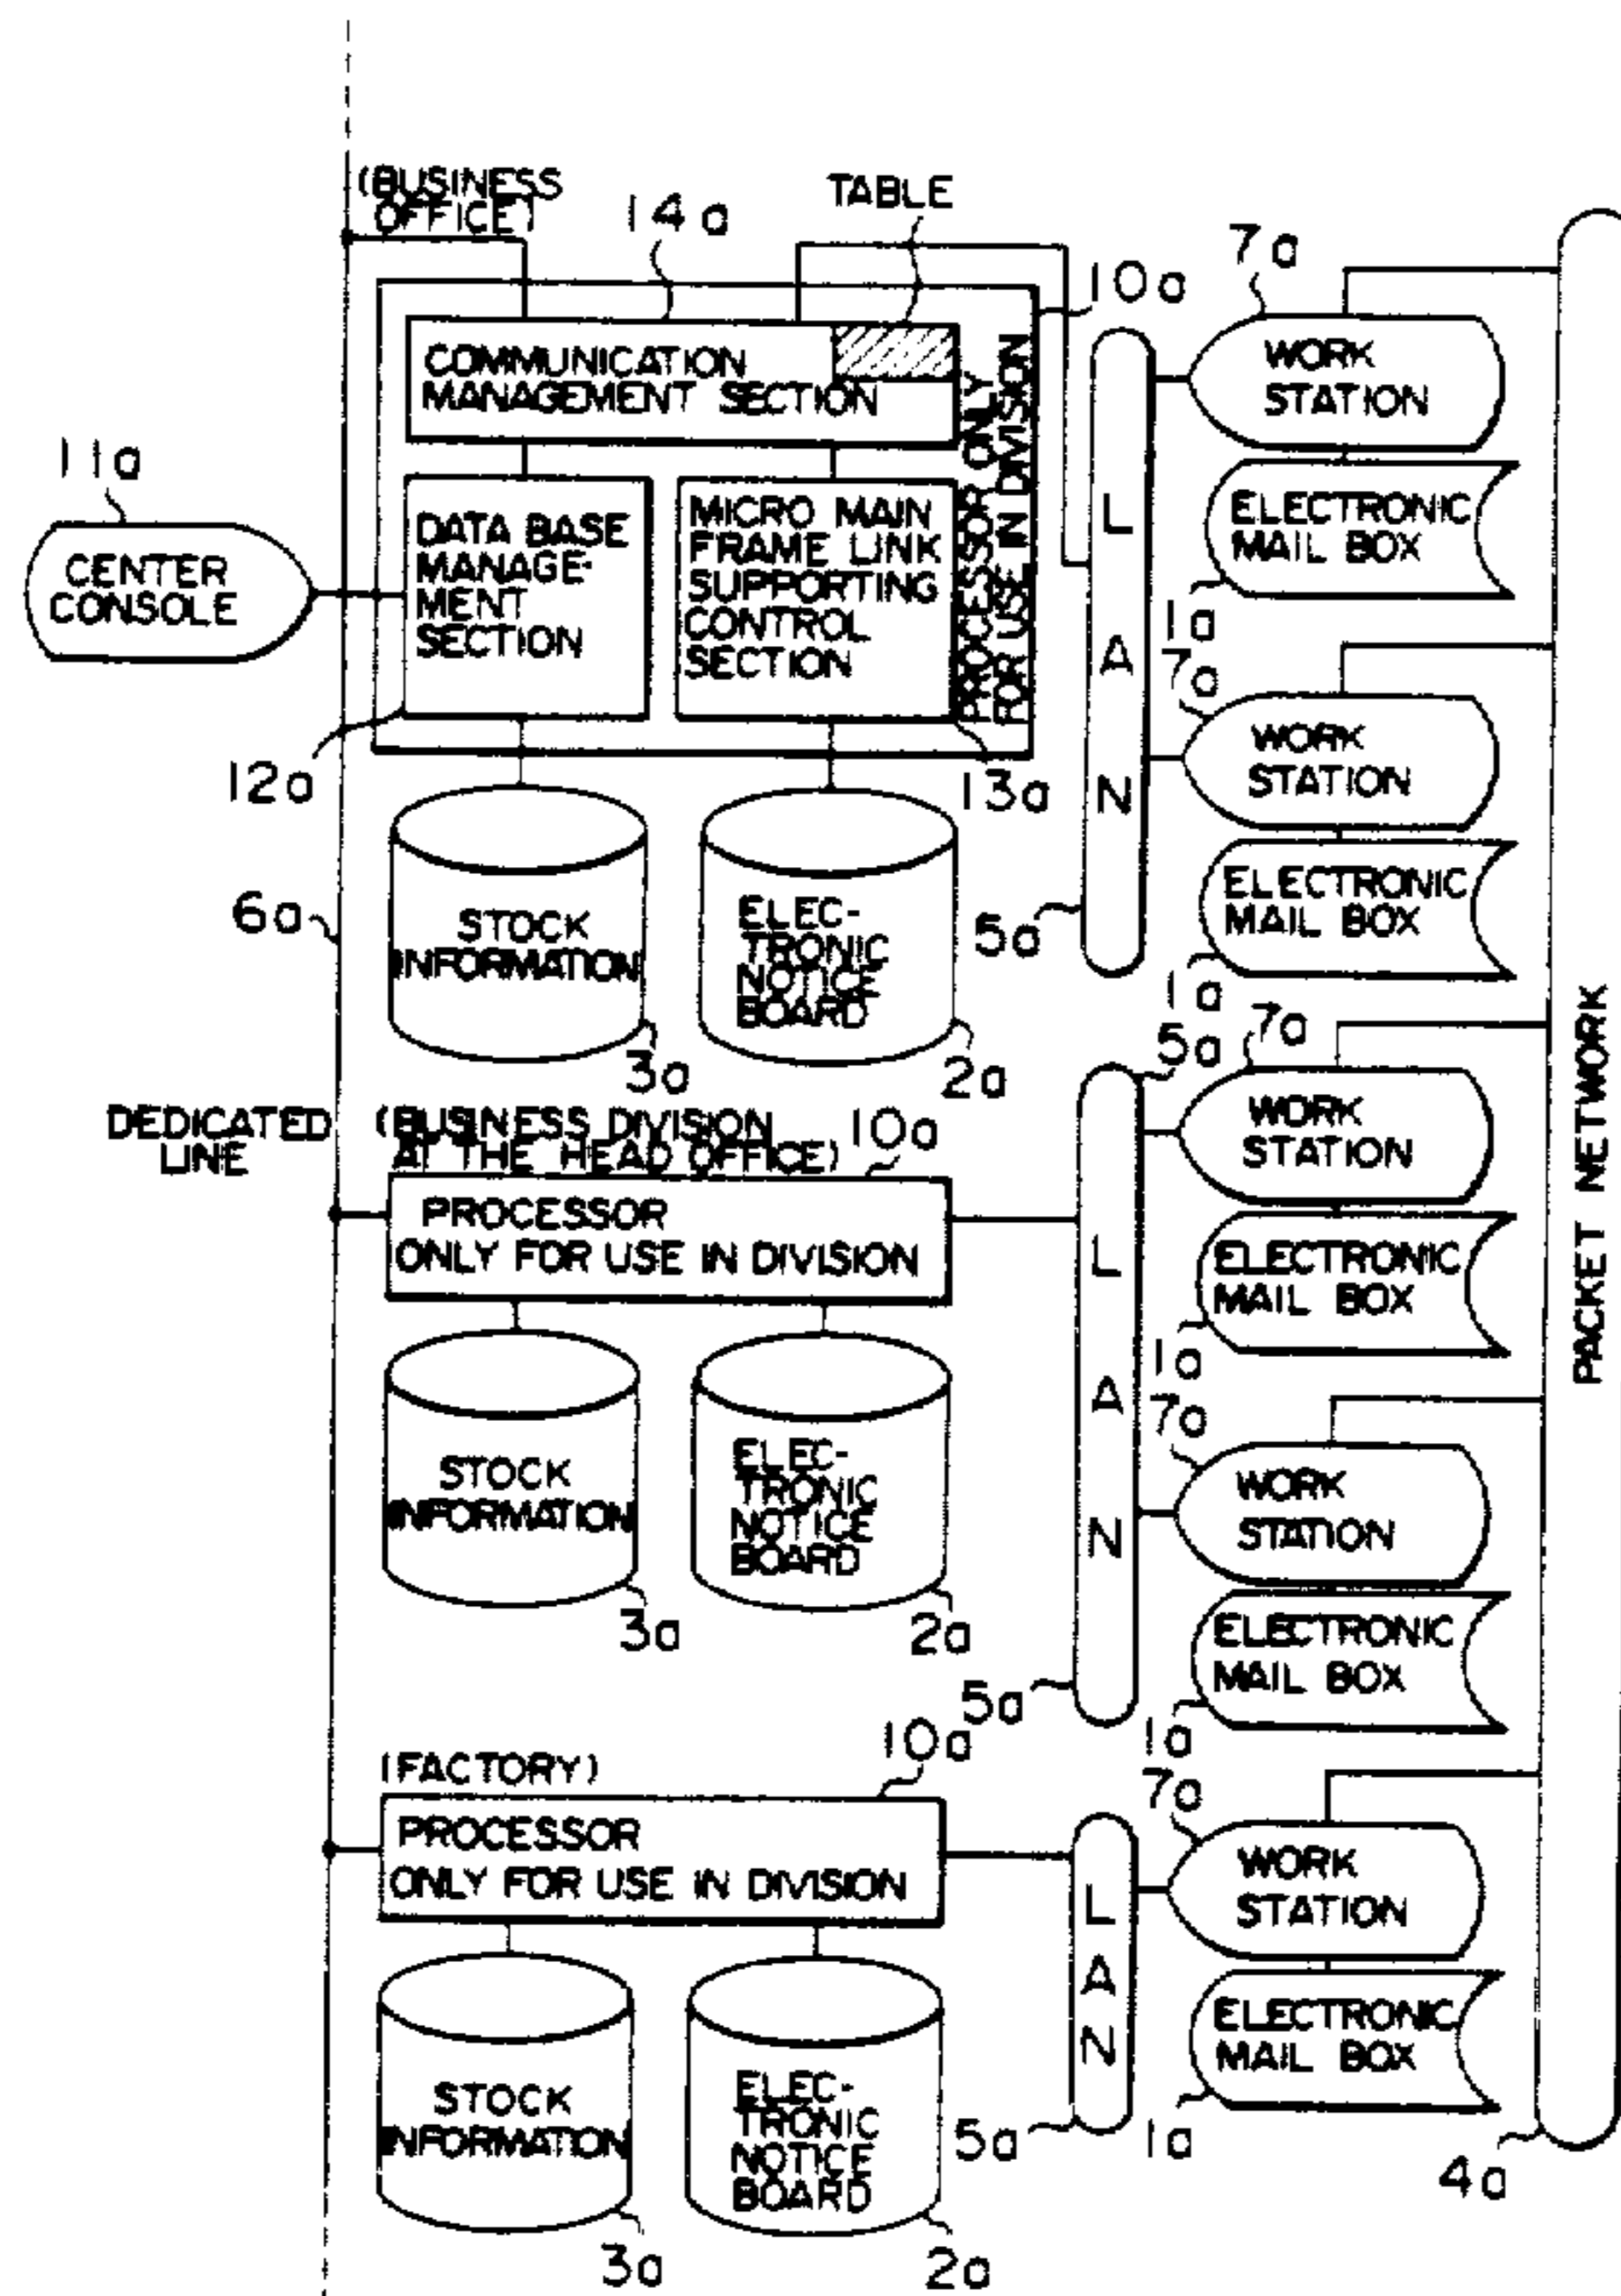 (BUSINESS
OFFICE)
14a
TABLE
7a
10a
COMMUNICATION
MANAGEMENT SECTION
PROCESSOR ONLY
FOR USE IN DIVISION
WORK
STATION
11a
CENTER
CONSOLE
DATA BASE
MANAGE-
MENT
SECTION
MICRO MAIN
FRAME LINK
SUPPORTING
CONTROL
SECTION
LAN
ELECTRONIC
MAIL BOX
1a
7a
WORK
STATION
12a
13a
6a
STOCK
INFORMATION
ELEC-
TRONIC
NOTICE
BOARD
5a
ELECTRONIC
MAIL BOX
1a
3a
2a
5a
7a
PACKET NETWORK
DEDICATED
LINE
(BUSINESS DIVISION
AT THE HEAD OFFICE)
10a
WORK
STATION
PROCESSOR
ONLY FOR USE IN DIVISION
LAN
ELECTRONIC
MAIL BOX
1a
7a
STOCK
INFORMATION
ELEC-
TRONIC
NOTICE
BOARD
WORK
STATION
3a
2a
5a
ELECTRONIC
MAIL BOX
1a
(FACTORY)
10a
7a
PROCESSOR
ONLY FOR USE IN DIVISION
LAN
WORK
STATION
STOCK
INFORMATION
ELEC-
TRONIC
NOTICE
BOARD
ELECTRONIC
MAIL BOX
5a
1a
4a
3a
2a